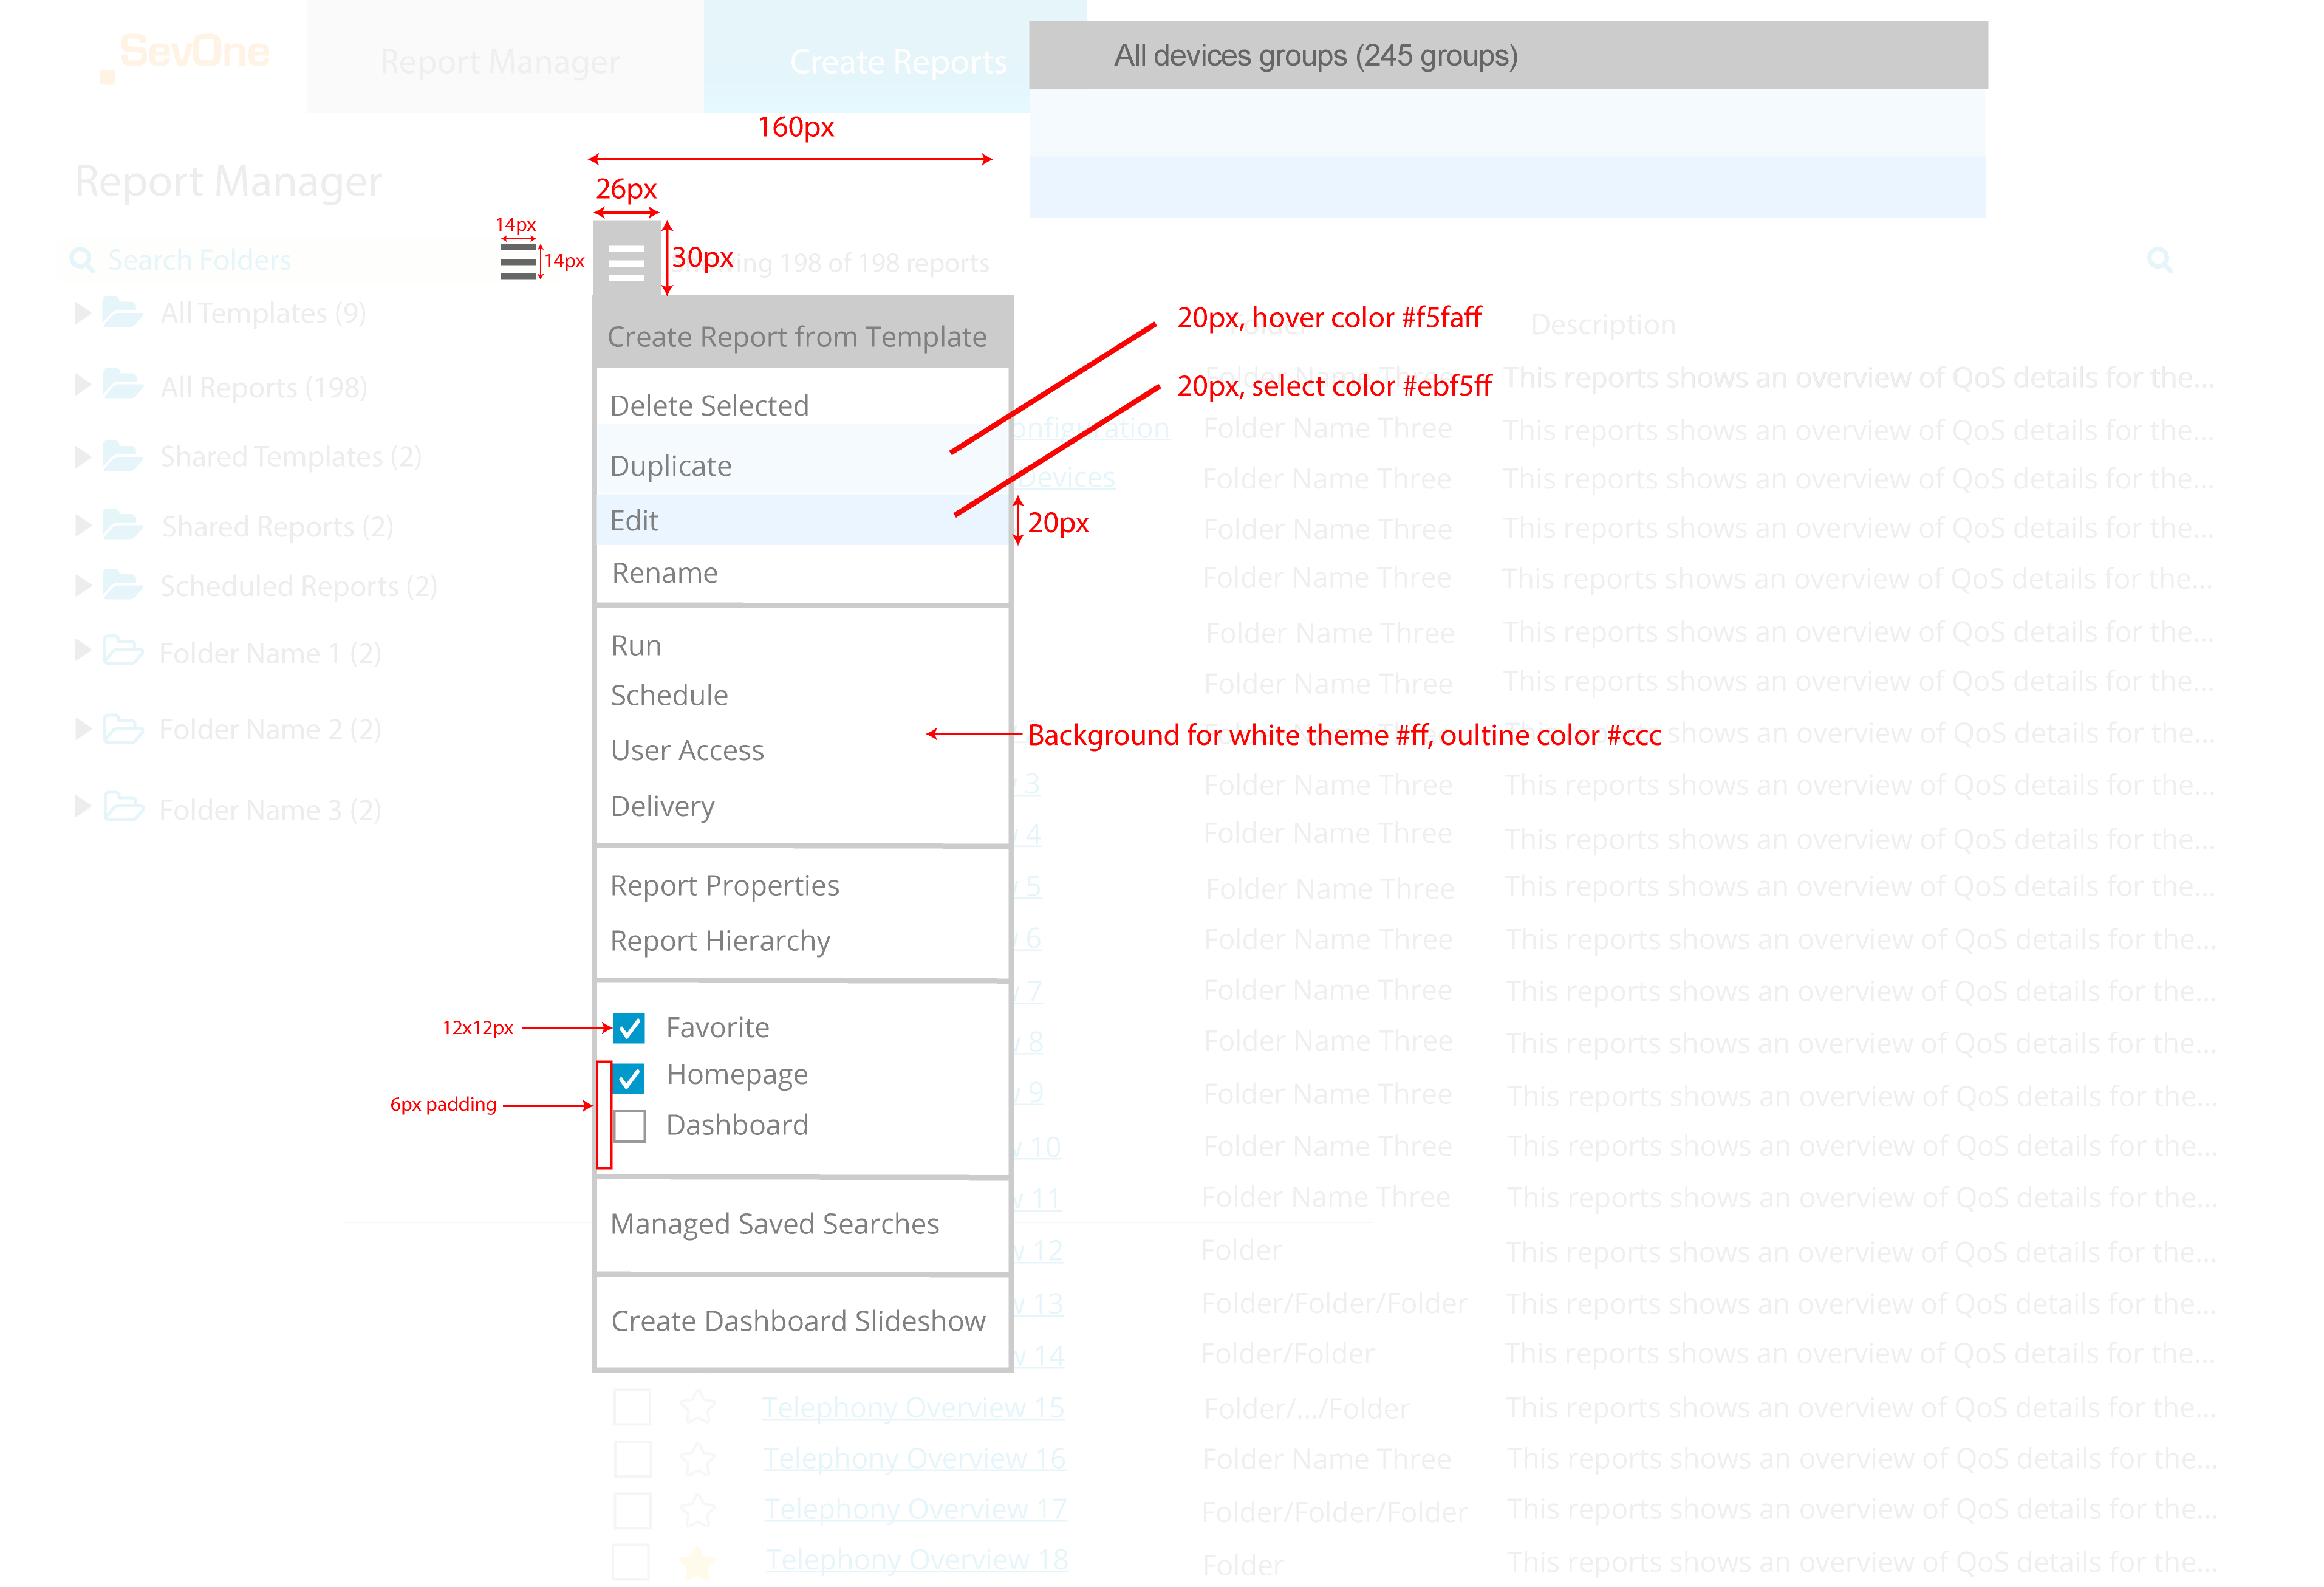 SevOne
Report Manager
Create Reports
All devices groups (245 groups)
160px
Report Manager
26px
14px
14px
30px
Search Folders
ing 198 of 198 reports
All Templates (9)
All Reports (198)
Shared Templates (2)
Shared Reports (2)
Scheduled Reports (2)
Folder Name 1 (2)
Folder Name 2 (2)
Folder Name 3 (2)
Create Report from Template
Delete Selected
Duplicate
Edit
Rename
Run
Schedule
User Access
Delivery
Report Properties
Report Hierarchy
Favorite
Homepage
Dashboard
Managed Saved Searches
Create Dashboard Slideshow
12x12px
6px padding
20px, hover color #f5faff
20px, select color #ebf5ff
20px
Background for white theme #ff, oultine color #ccc
Description
Folder Name Three This reports shows an overview of QoS details for the...
onfiguration Folder Name Three This reports shows an overview of QoS details for the...
Devices Folder Name Three This reports shows an overview of QoS details for the...
Folder Name Three This reports shows an overview of QoS details for the...
Folder Name Three This reports shows an overview of QoS details for the...
Folder Name Three This reports shows an overview of QoS details for the...
Folder Name Three This reports shows an overview of QoS details for the...
shows an overview of QoS details for the...
3 Folder Name Three This reports shows an overview of QoS details for the...
4 Folder Name Three This reports shows an overview of QoS details for the...
5 Folder Name Three This reports shows an overview of QoS details for the...
6 Folder Name Three This reports shows an overview of QoS details for the...
7 Folder Name Three This reports shows an overview of QoS details for the...
8 Folder Name Three This reports shows an overview of QoS details for the...
9 Folder Name Three This reports shows an overview of QoS details for the...
10 Folder Name Three This reports shows an overview of QoS details for the...
11 Folder Name Three This reports shows an overview of QoS details for the...
12 Folder This reports shows an overview of QoS details for the...
13 Folder/Folder/Folder This reports shows an overview of QoS details for the...
14 Folder/Folder This reports shows an overview of QoS details for the...
Telephony Overview 15 Folder/.../Folder This reports shows an overview of QoS details for the...
Telephony Overview 16 Folder Name Three This reports shows an overview of QoS details for the...
Telephony Overview 17 Folder/Folder/Folder This reports shows an overview of QoS details for the...
Telephony Overview 18 Folder This reports shows an overview of QoS details for the...